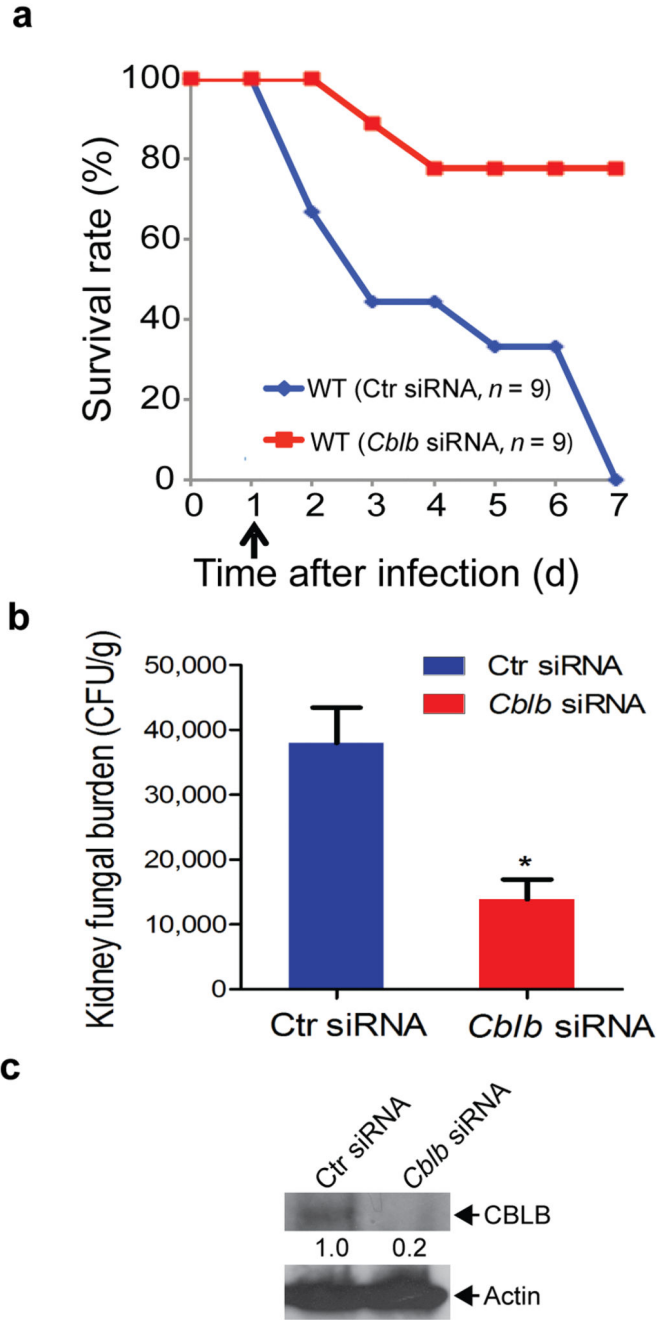 a
Survival rate (%)
100
80
60
40
20
0
WT (Ctr siRNA, n = 9)
WT (Cblb siRNA, n = 9)
0 1 2 3 4 5 6 7
Time after infection (d)
b
Kidney fungal burden (CFU/g)
50,000
40,000
30,000
20,000
10,000
0
Ctr siRNA
Cblb siRNA
*
Ctr siRNA Cblb siRNA
c
Ctr siRNA Cblb siRNA
CBLB
1.0 0.2
Actin